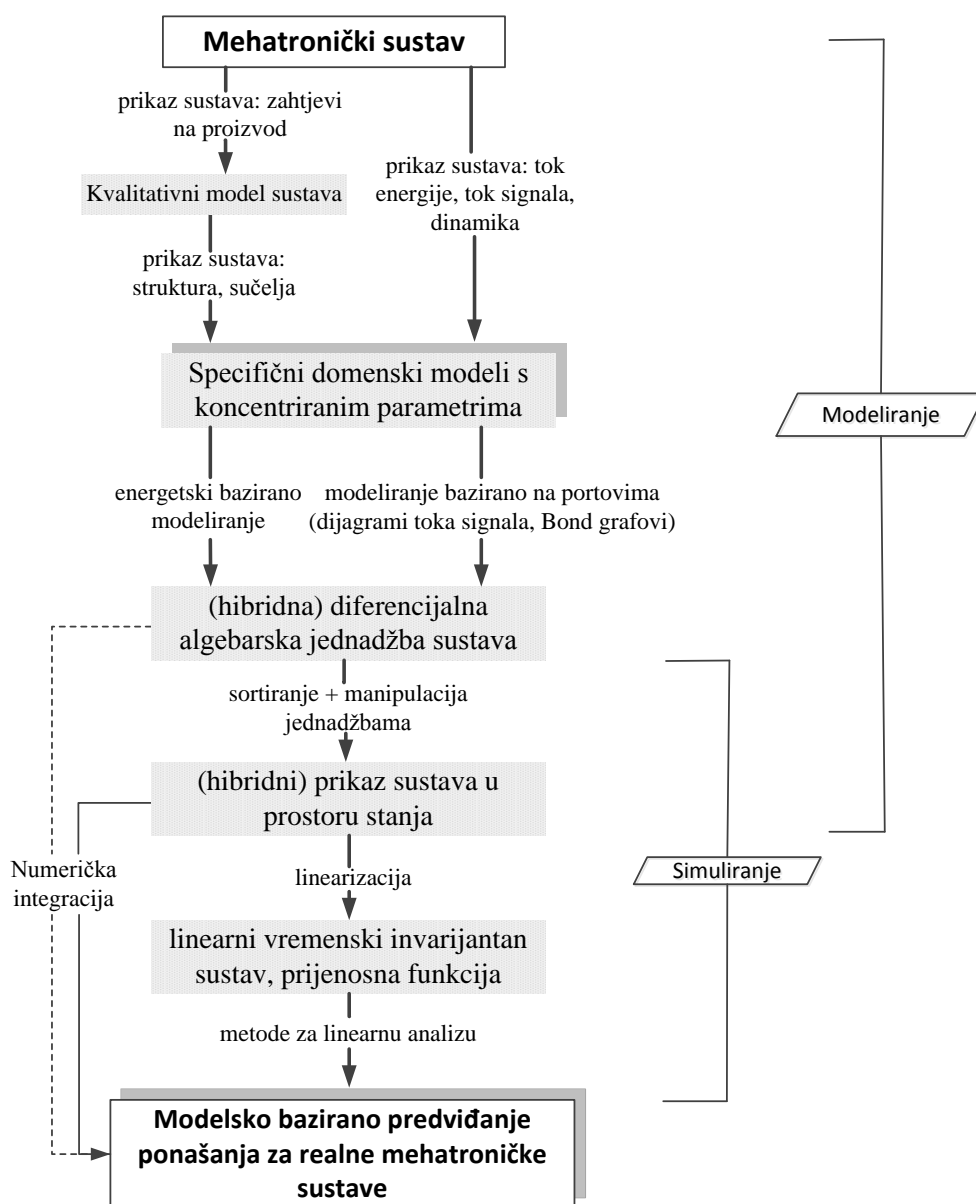 Mehatronički sustav
prikaz sustava: zahtjevi
na proizvod
prikaz sustava: tok
energije, tok signala,
dinamika
Kvalitativni model sustava
prikaz sustava:
struktura, sučelja
Specifični domenski modeli s
koncentriranim parametrima
Modeliranje
energetski bazirano
modeliranje
modeliranje bazirano na portovima
(dijagrami toka signala, Bond grafovi)
(hibridna) diferencijalna
algebarska jednadžba sustava
sortiranje + manipulacija
jednadžbama
(hibridni) prikaz sustava u
prostoru stanja
Numerička
integracija
linearizacija
Simuliranje
linearni vremenski invarijantan
sustav, prijenosna funkcija
metode za linearnu analizu
Modelsko bazirano predviđanje
ponašanja za realne mehatroničke
sustave